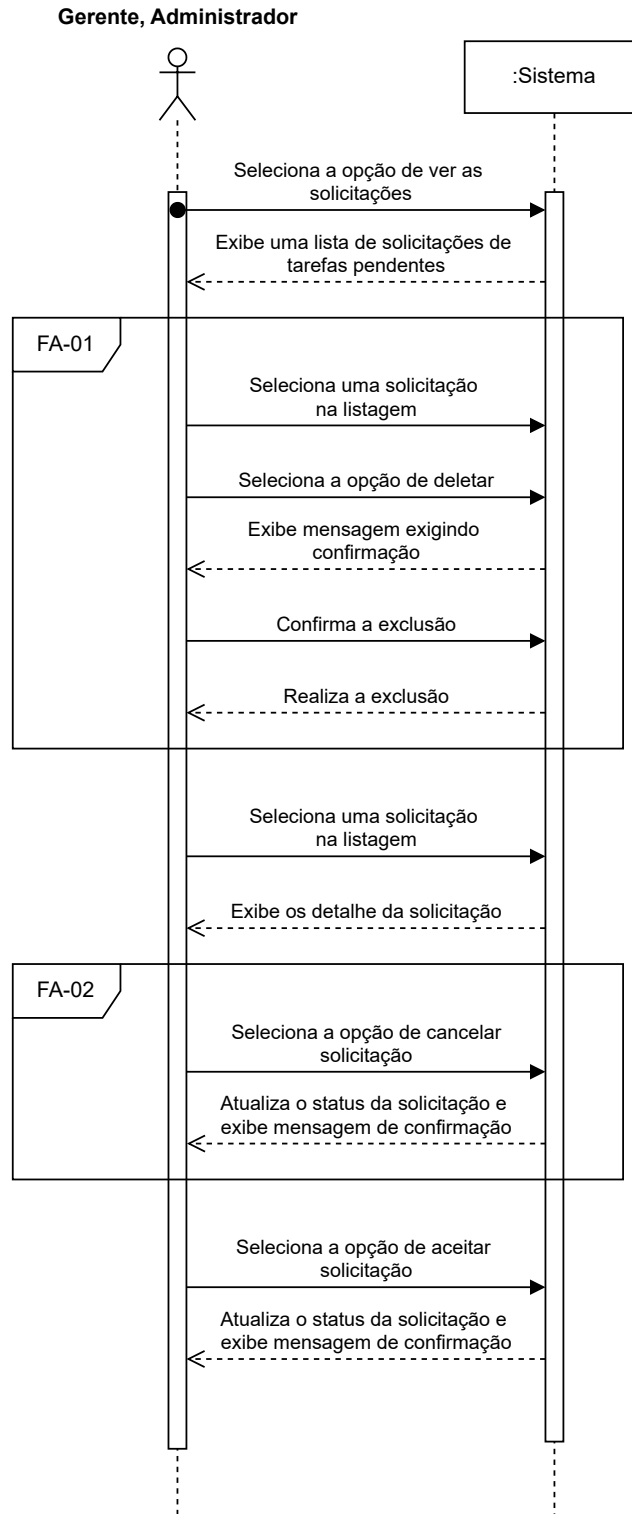 Gerente, Administrador
:Sistema
Seleciona a opção de ver as
solicitações
Exibe uma lista de solicitações de
tarefas pendentes
FA-01
Seleciona uma solicitação
na listagem
Seleciona a opção de deletar
Exibe mensagem exigindo
confirmação
Confirma a exclusão
Realiza a exclusão
Seleciona uma solicitação
na listagem
Exibe os detalhe da solicitação
FA-02
Seleciona a opção de cancelar
solicitação
Atualiza o status da solicitação e
exibe mensagem de confirmação
Seleciona a opção de aceitar
solicitação
Atualiza o status da solicitação e
exibe mensagem de confirmação